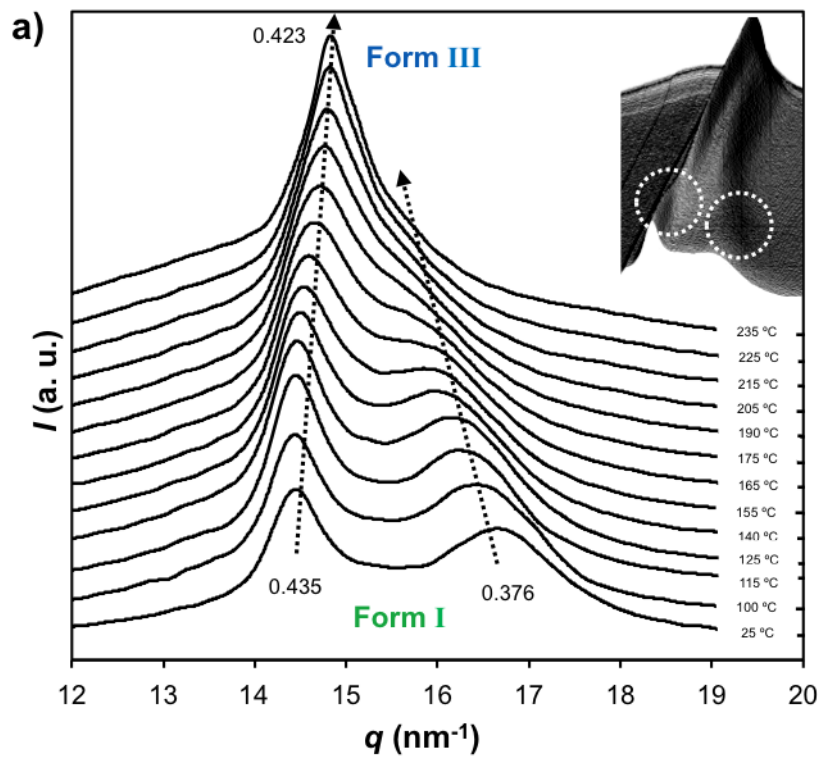 a)
0.423
Form III
235 ºC
225 ºC
215 ºC
205 ºC
190 ºC
175 ºC
165 ºC
155 ºC
140 ºC
125 ºC
115 ºC
100 ºC
25 ºC
0.435
0.376
Form I
I (a. u.)
12 13 14 15 16 17 18 19 20
q (nm-1)